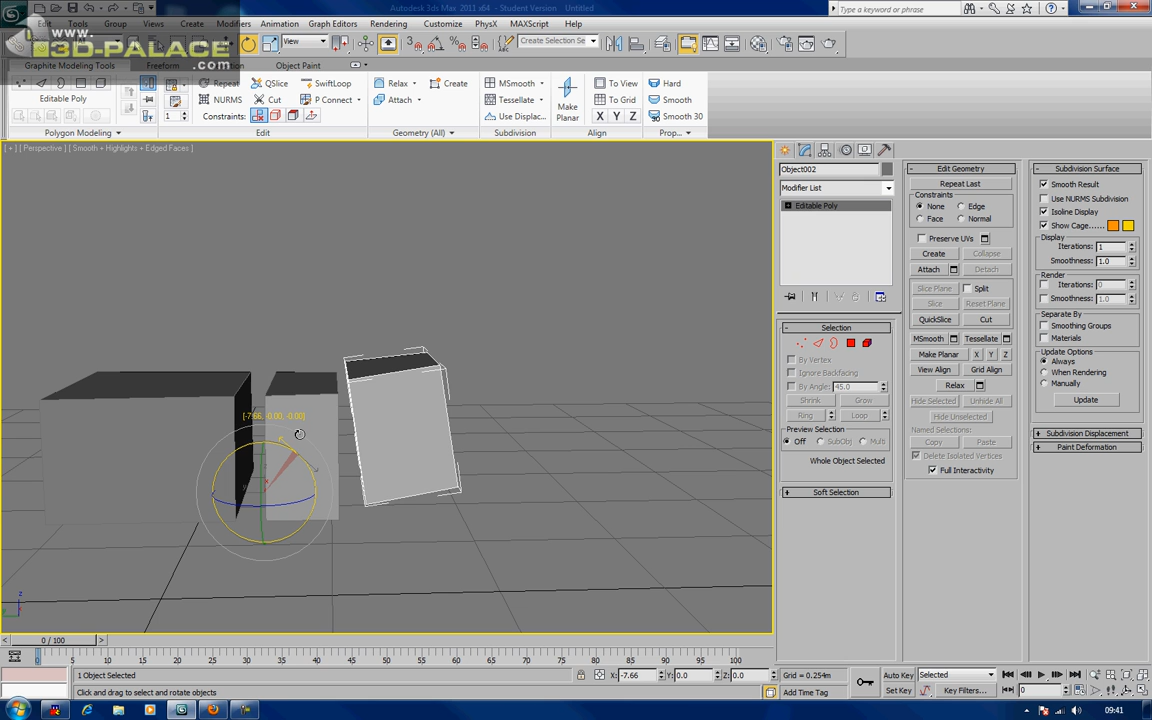 Autodesk 3ds Max 2011 x64 - Student Version Untitled
Type a keyword or phrase
Edit Tools Group Views Create Modifiers Animation Graph Editors Rendering Customize PhysX MAXScript Help
www.
3D-PALACE
.com
View
Create Selection Se
Graphite Modeling Tools Freeform Object Paint
Repeat QSlice SwiftLoop Relax Create MSmooth To View Hard
Editable Poly NURMS Cut P Connect Attach Tessellate Make Planar To Grid Smooth
1 Constraints: Use Displac... X Y Z Smooth 30
Polygon Modeling Edit Geometry (All) Subdivision Align Prop...
[ + ] [ Perspective ] [ Smooth + Highlights + Edged Faces ]
[-7.66, -0.00, -0.00]
x
y
z
Object002
Modifier List
Editable Poly
Selection
By Vertex
Ignore Backfacing
By Angle: 45.0
Shrink Grow
Ring Loop
Preview Selection
Off SubObj Multi
Whole Object Selected
Soft Selection
Edit Geometry
Repeat Last
Constraints
None Edge
Face Normal
Preserve UVs
Create Collapse
Attach Detach
Slice Plane Split
Slice Reset Plane
QuickSlice Cut
MSmooth Tessellate
Make Planar X Y Z
View Align Grid Align
Relax
Hide Selected Unhide All
Hide Unselected
Named Selections:
Copy Paste
Delete Isolated Vertices
Full Interactivity
Subdivision Surface
Smooth Result
Use NURMS Subdivision
Isoline Display
Show Cage......
Display
Iterations: 1
Smoothness: 1.0
Render
Iterations: 0
Smoothness: 1.0
Separate By
Smoothing Groups
Materials
Update Options
Always
When Rendering
Manually
Update
Subdivision Displacement
Paint Deformation
0 / 100
0 5 10 15 20 25 30 35 40 45 50 55 60 65 70 75 80 85 90 95 100
1 Object Selected X: -7.66 Y: 0.0 Z: 0.0 Grid = 0.254m Auto Key Selected
Click and drag to select and rotate objects Add Time Tag Set Key Key Filters... 0
09:41